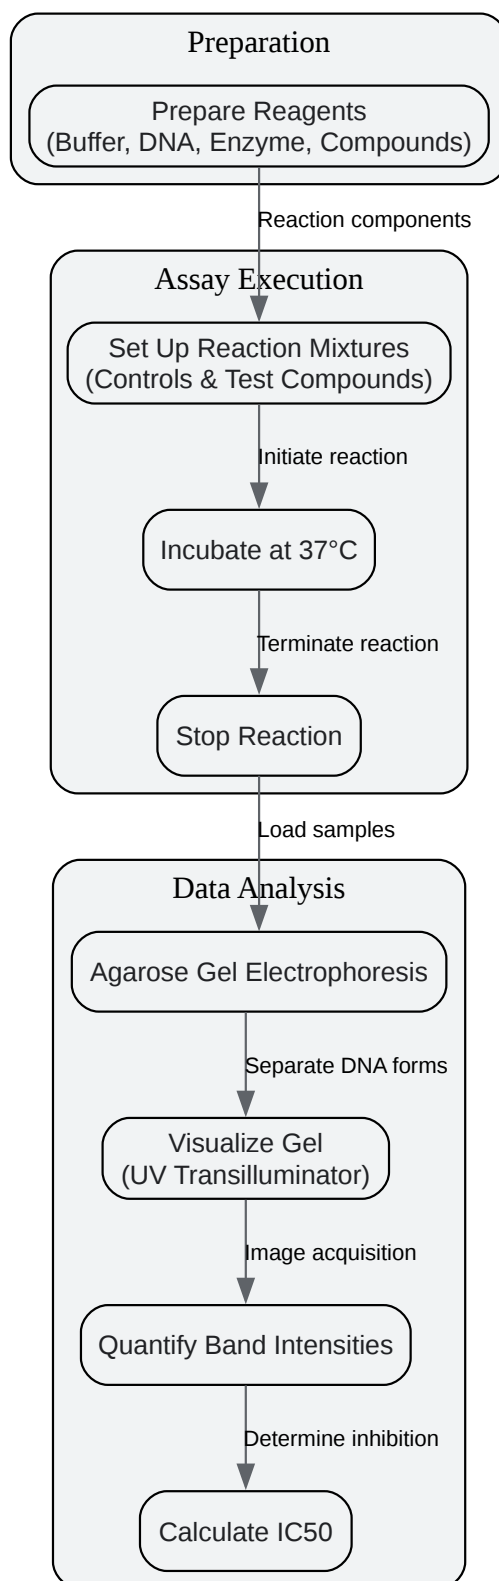 Preparation
Prepare Reagents
(Buffer, DNA, Enzyme, Compounds)
Reaction components
Assay Execution
Set Up Reaction Mixtures
(Controls & Test Compounds)
Initiate reaction
Incubate at 37°C
Terminate reaction
Stop Reaction
Load samples
Data Analysis
Agarose Gel Electrophoresis
Separate DNA forms
Visualize Gel
(UV Transilluminator)
Image acquisition
Quantify Band Intensities
Determine inhibition
Calculate IC50